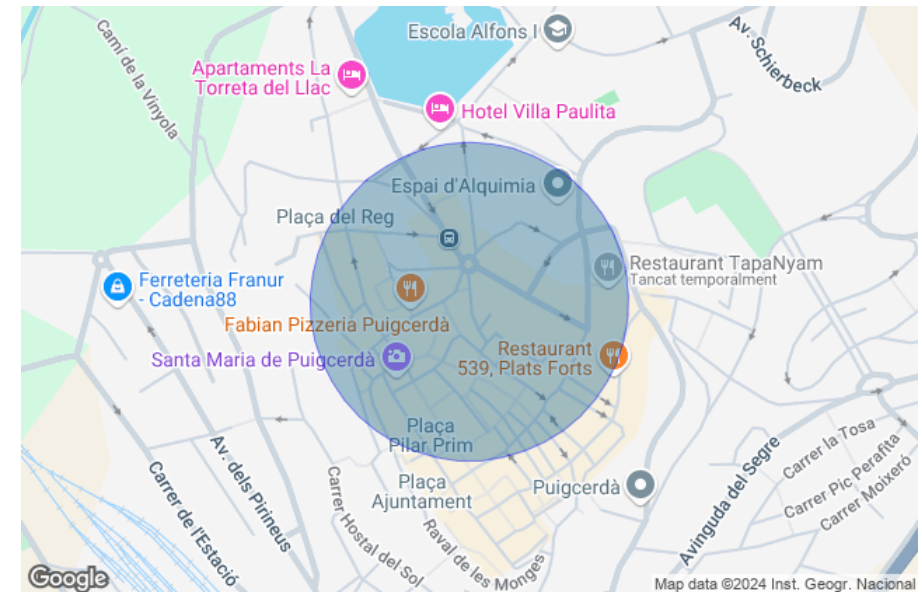 Escola Alfons I
Camí de la Vinyola
Av. Schierbeck
Apartaments La
Torreta del Llac
Hotel Villa Paulita
Espai d'Alquimia
Plaça del Reg
Restaurant TapaNyam
Tancat temporalment
Ferreteria Franur
- Cadena88
Fabian Pizzeria Puigcerdà
Santa Maria de Puigcerdà
Restaurant
539, Plats Forts
Plaça
Pilar Prim
Carrer la Tosa
Carrer Pic Perafita
Carrer Moixeró
Avinguda del Segre
Av. dels Pirineus
Carrer de l'Estació
Carrer Hostal del Sol
Plaça
Ajuntament
Puigcerdà
Raval de les Monges
Google
Map data ©2024 Inst. Geogr. Nacional